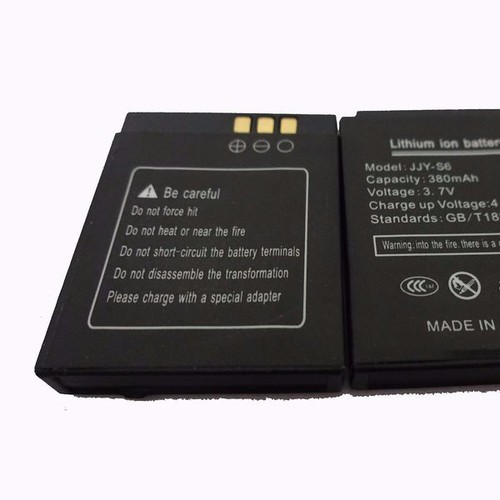 Be careful
Do not force hit
Do not heat or near the fire
Do not short-circuit the battery terminals
Do not disassemble the transformation
Please charge with a special adapter
Lithium ion
Model: JJY-S6
Capacity: 380mAh
Voltage: 3.7V
Charge up Voltage:4
Standards: GB/T18
Warning: into the fire. there is a
CCC
MADE IN